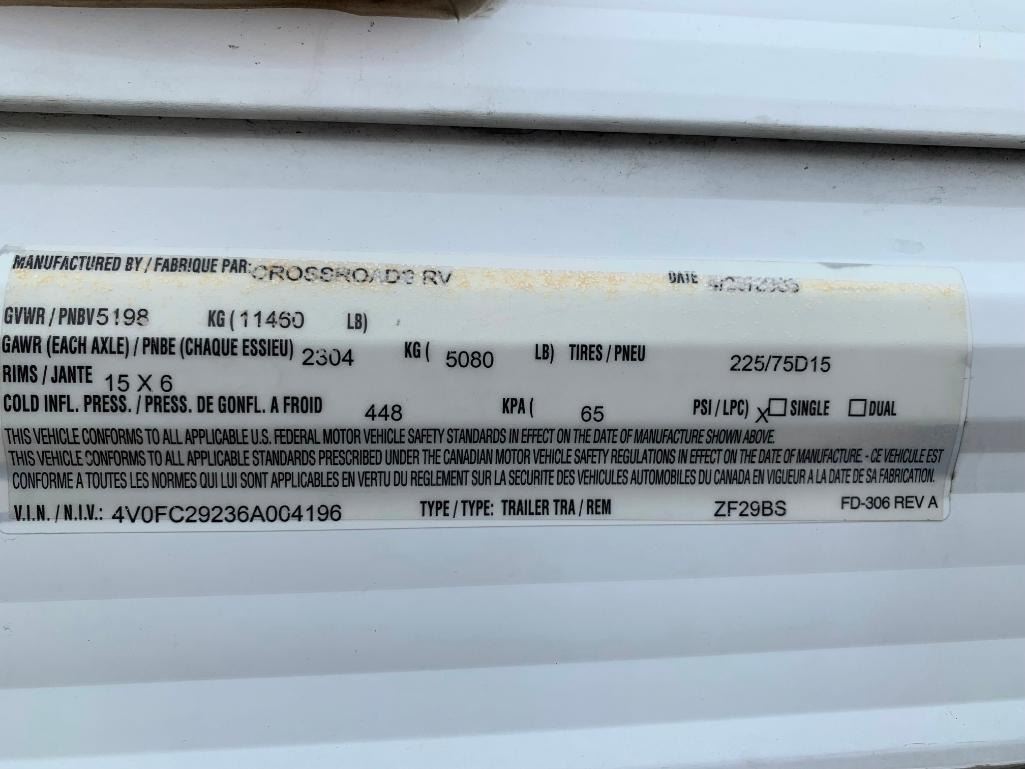 MANUFACTURED BY / FABRIQUE PAR: CROSSROADS RV DATE
GVWR / PNBV 5198 KG ( 11460 LB)
GAWR (EACH AXLE) / PNBE (CHAQUE ESSIEU) 2304 KG ( 5080 LB) TIRES / PNEU 225/75D15
RIMS / JANTE 15 X 6
COLD INFL. PRESS. / PRESS. DE GONFL. A FROID 448 KPA ( 65 PSI / LPC) X☐ SINGLE ☐ DUAL
THIS VEHICLE CONFORMS TO ALL APPLICABLE U.S. FEDERAL MOTOR VEHICLE SAFETY STANDARDS IN EFFECT ON THE DATE OF MANUFACTURE SHOWN ABOVE.
THIS VEHICLE CONFORMS TO ALL APPLICABLE STANDARDS PRESCRIBED UNDER THE CANADIAN MOTOR VEHICLE SAFETY REGULATIONS IN EFFECT ON THE DATE OF MANUFACTURE. - CE VEHICULE EST
CONFORME A TOUTES LES NORMES QUI LUI SONT APPLICABLES EN VERTU DU REGLEMENT SUR LA SECURITE DES VEHICULES AUTOMOBILES DU CANADA EN VIGUEUR A LA DATE DE SA FABRICATION.
V.I.N. / N.I.V.: 4V0FC29236A004196 TYPE / TYPE: TRAILER TRA / REM ZF29BS FD-306 REV A